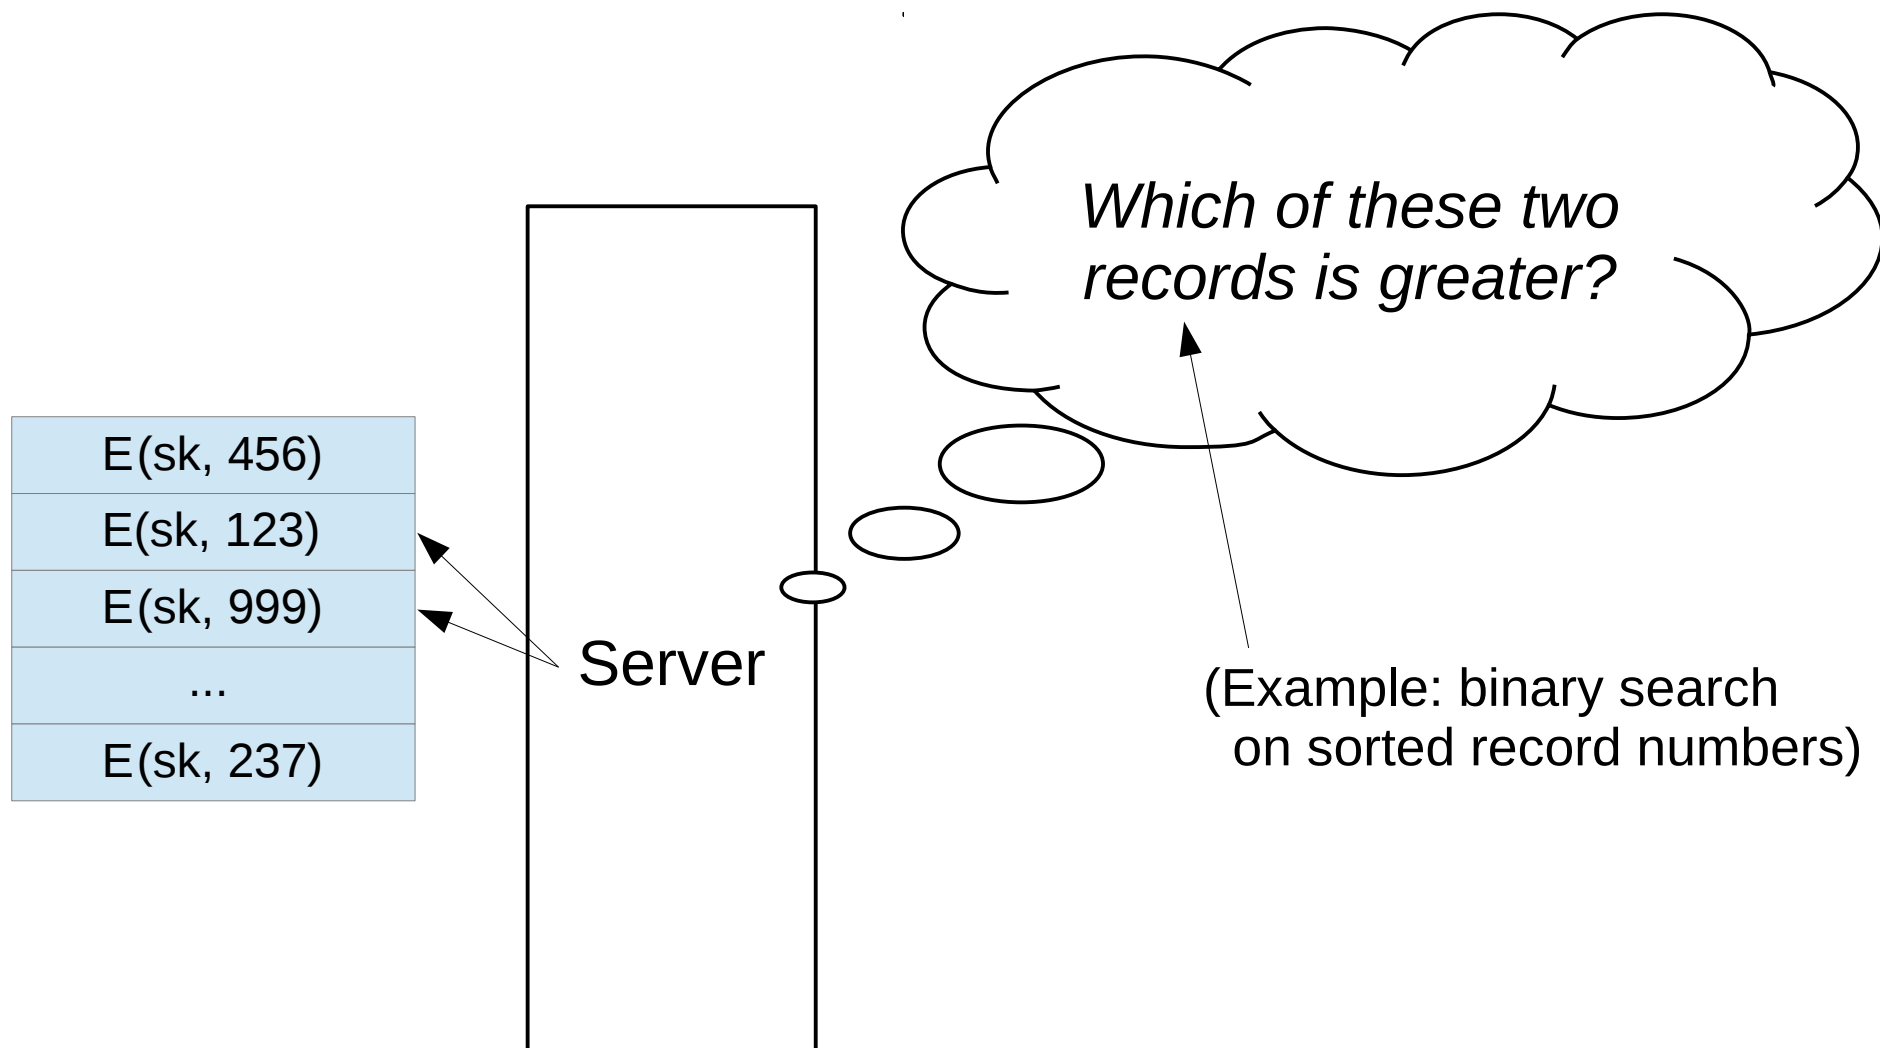 Which of these two
records is greater?
E(sk, 456)
E(sk, 123)
E(sk, 999)
...
E(sk, 237)
Server
(Example: binary search
on sorted record numbers)